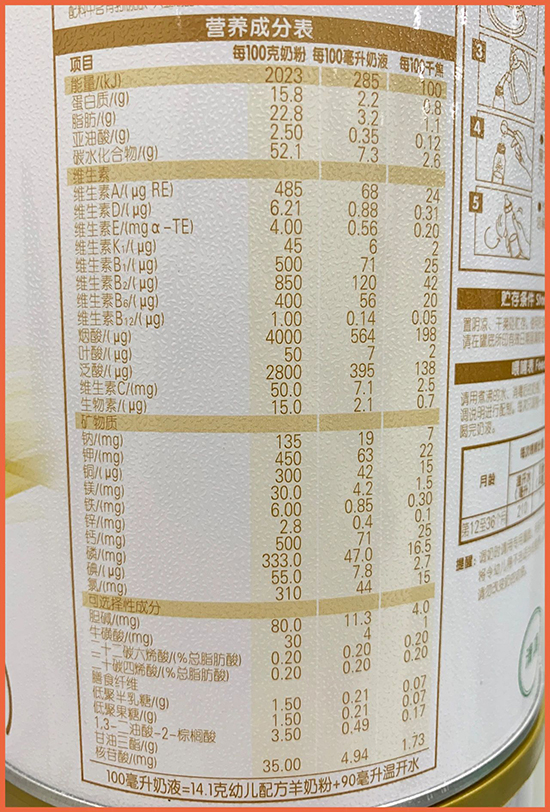 营养成分表
项目 每100克奶粉 每100毫升奶液 每100千焦
能量/(kJ) 2023 285 100
蛋白质/(g) 15.8 2.2 0.8
脂肪/(g) 22.8 3.2 1.1
亚油酸/(g) 2.50 0.35 0.12
碳水化合物/(g) 52.1 7.3 2.6
维生素
维生素A/(μg RE) 485 68 24
维生素D/(μg) 6.21 0.88 0.31
维生素E/(mg α-TE) 4.00 0.56 0.20
维生素K₁/(μg) 45 6 2
维生素B₁/(μg) 500 71 25
维生素B₂/(μg) 850 120 42
维生素B₆/(μg) 400 56 20
维生素B₁₂/(μg) 1.00 0.14 0.05
烟酸/(μg) 4000 564 198
叶酸/(μg) 50 7 2
泛酸/(μg) 2800 395 138
维生素C/(mg) 50.0 7.1 2.5
生物素/(μg) 15.0 2.1 0.7
矿物质
钠/(mg) 135 19 7
钾/(mg) 450 63 22
铜/(μg) 300 42 15
镁/(mg) 30.0 4.2 1.5
铁/(mg) 6.00 0.85 0.30
锌/(mg) 2.8 0.4 0.1
钙/(mg) 500 71 25
磷/(mg) 333.0 47.0 16.5
碘/(μg) 55.0 7.8 2.7
氯/(mg) 310 44 15
可选择性成分
胆碱/(mg) 80.0 11.3 4.0
牛磺酸/(mg) 30 4 1
二十二碳六烯酸/(%总脂肪酸) 0.20 0.20 0.20
二十碳四烯酸/(%总脂肪酸) 0.20 0.20 0.20
膳食纤维
低聚半乳糖/(g) 1.50 0.21 0.07
低聚果糖/(g) 1.50 0.21 0.07
1,3-二油酸-2-棕榈酸
甘油三酯/(g) 3.50 0.49 0.17
核苷酸/(mg) 35.00 4.94 1.73
100毫升奶液=14.1克幼儿配方羊奶粉+90毫升温开水
3
4
5
贮存条件
月龄
第12至36个月
210
提醒：